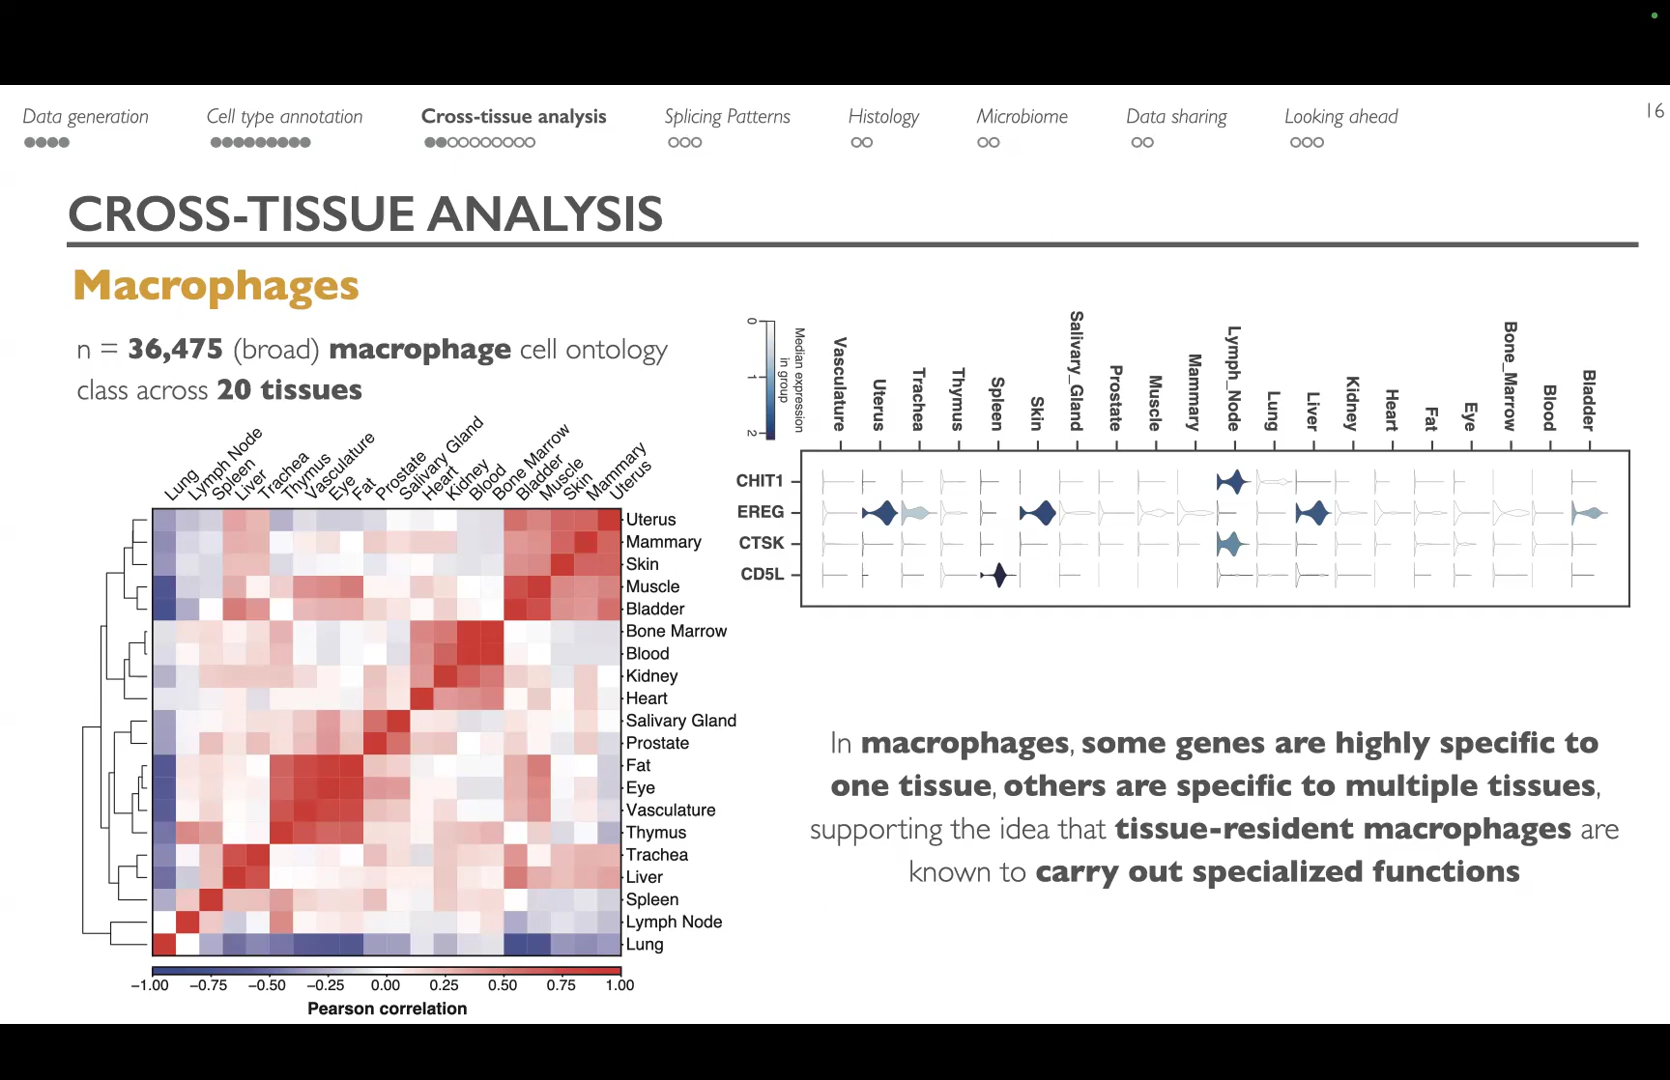 Data generation
Cell type annotation
Cross-tissue analysis
Splicing Patterns
Histology
Microbiome
Data sharing
Looking ahead
16
CROSS-TISSUE ANALYSIS
Macrophages
n = 36,475 (broad) macrophage cell ontology
class across 20 tissues
Lung
Lymph Node
Spleen
Liver
Trachea
Thymus
Vasculature
Eye
Fat
Prostate
Salivary Gland
Heart
Kidney
Blood
Bone Marrow
Bladder
Muscle
Skin
Mammary
Uterus
Uterus
Mammary
Skin
Muscle
Bladder
Bone Marrow
Blood
Kidney
Heart
Salivary Gland
Prostate
Fat
Eye
Vasculature
Thymus
Trachea
Liver
Spleen
Lymph Node
Lung
−1.00 −0.75 −0.50 −0.25 0.00 0.25 0.50 0.75 1.00
Pearson correlation
0
1
2
Median expression
in group
Vasculature
Uterus
Trachea
Thymus
Spleen
Skin
Salivary_Gland
Prostate
Muscle
Mammary
Lymph_Node
Lung
Liver
Kidney
Heart
Fat
Eye
Bone_Marrow
Blood
Bladder
CHIT1
EREG
CTSK
CD5L
In macrophages, some genes are highly specific to
one tissue, others are specific to multiple tissues,
supporting the idea that tissue-resident macrophages are
known to carry out specialized functions